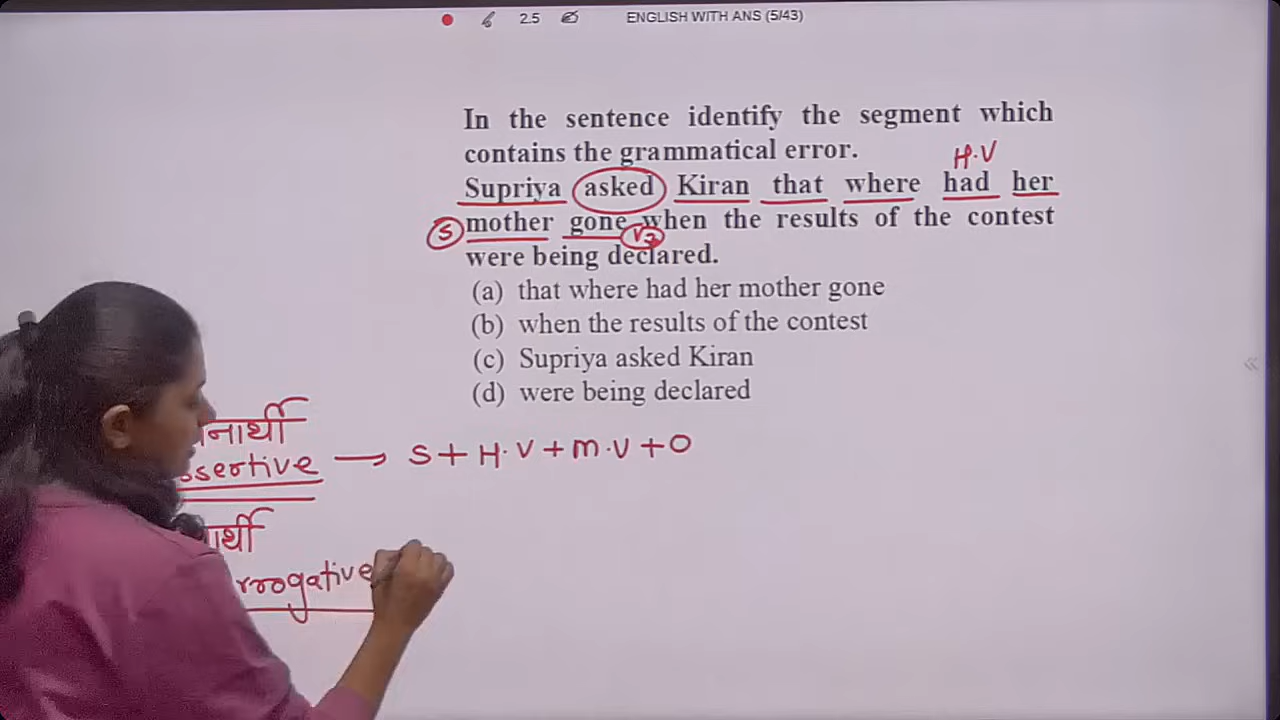 ENGLISH WITH ANS (5/43)
2.5
In the sentence identify the segment which
contains the grammatical error.
H.V
Supriya asked Kiran that where had her
S mother gone when the results of the contest
V3
were being declared.
(a) that where had her mother gone
(b) when the results of the contest
(c) Supriya asked Kiran
(d) were being declared
S + H.V + M.V + O